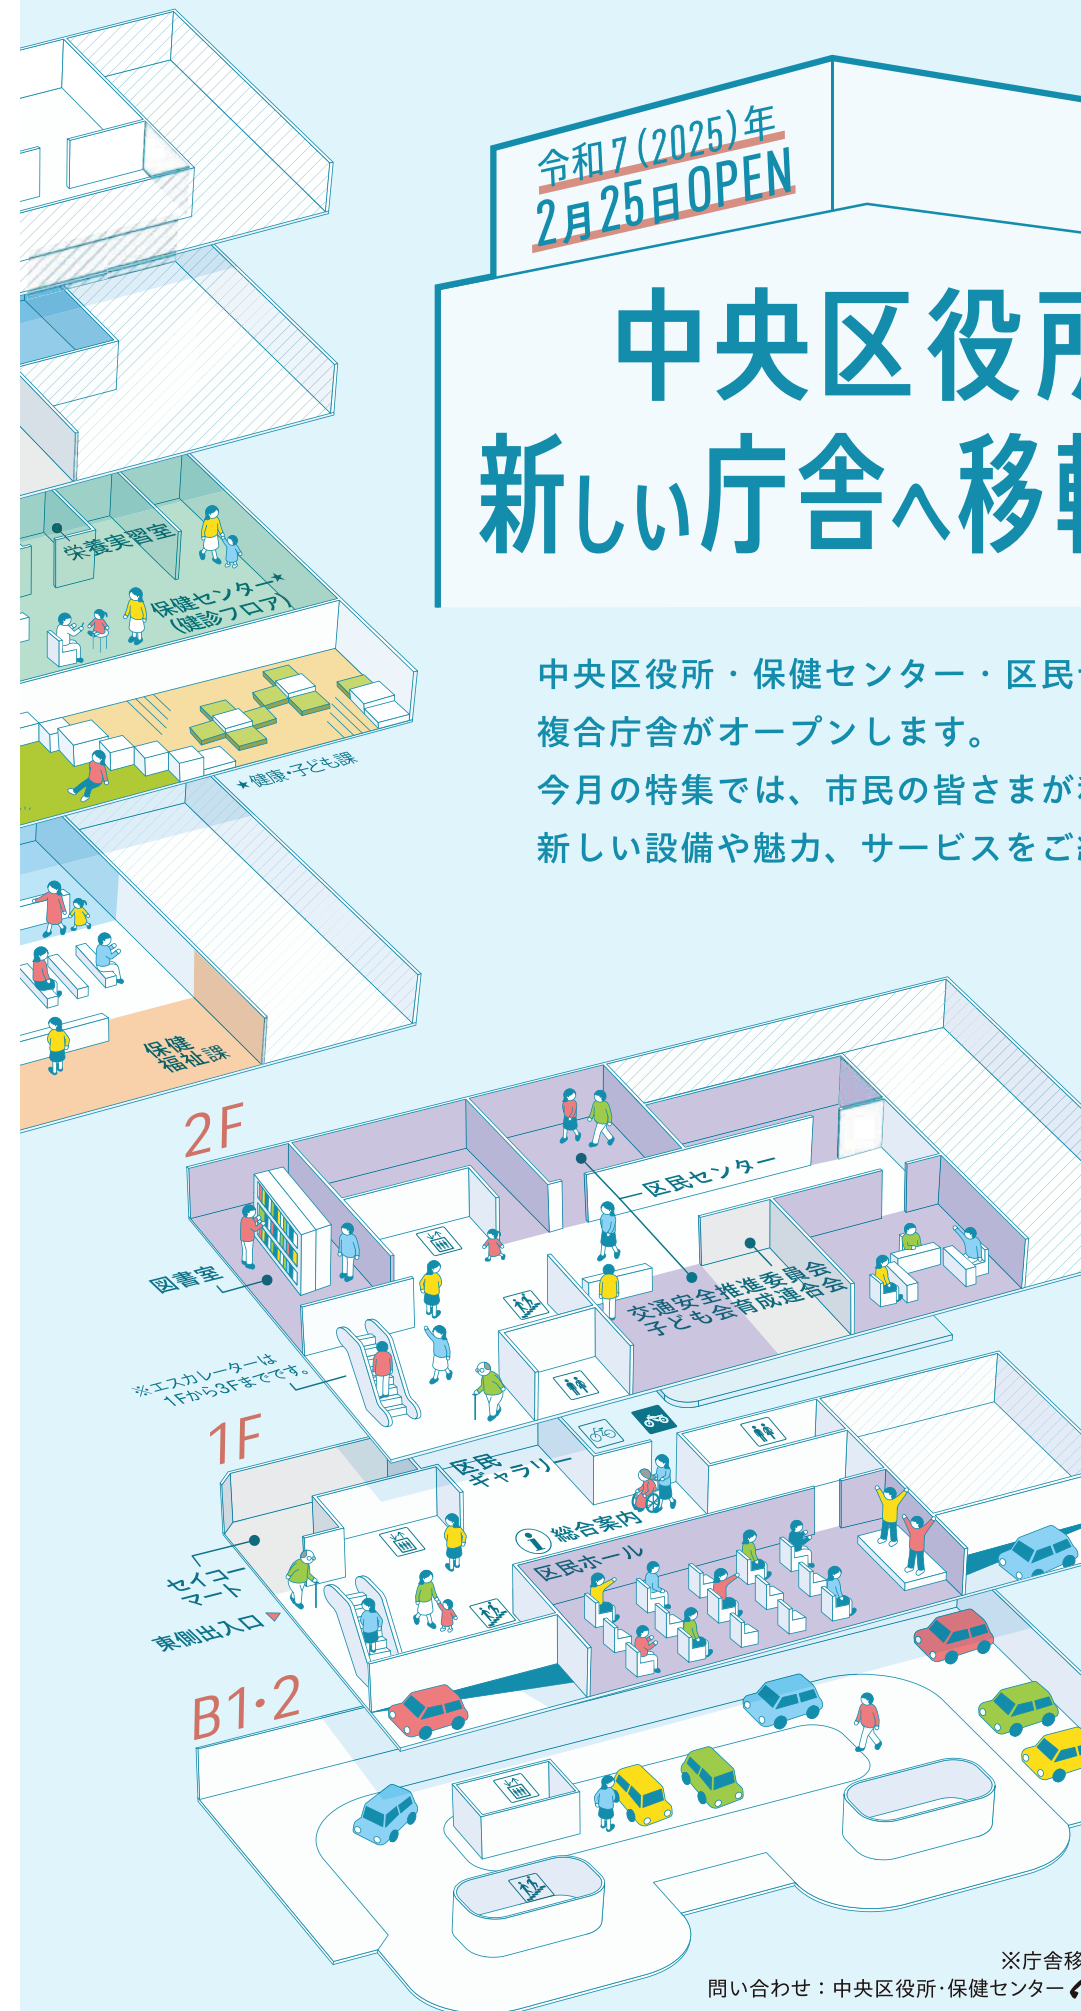 令和7(2025)年
2月25日OPEN
中央区役
新しい庁舎へ移
中央区役所・保健センター・区民
複合庁舎がオープンします。
今月の特集では、市民の皆さまが
新しい設備や魅力、サービスをご
栄養実習室
保健センター★
(健診フロア)
★健康・子ども課
保健
福祉課
2F
区民センター
図書室
交通安全推進委員会
子ども会育成連合会
※エスカレーターは
1Fから3Fまでです。
1F
区民
ギャラリー
i 総合案内
区民ホール
セイコー
マート
東側出入口
B1・2
※庁舎移
問い合わせ：中央区役所・保健センター